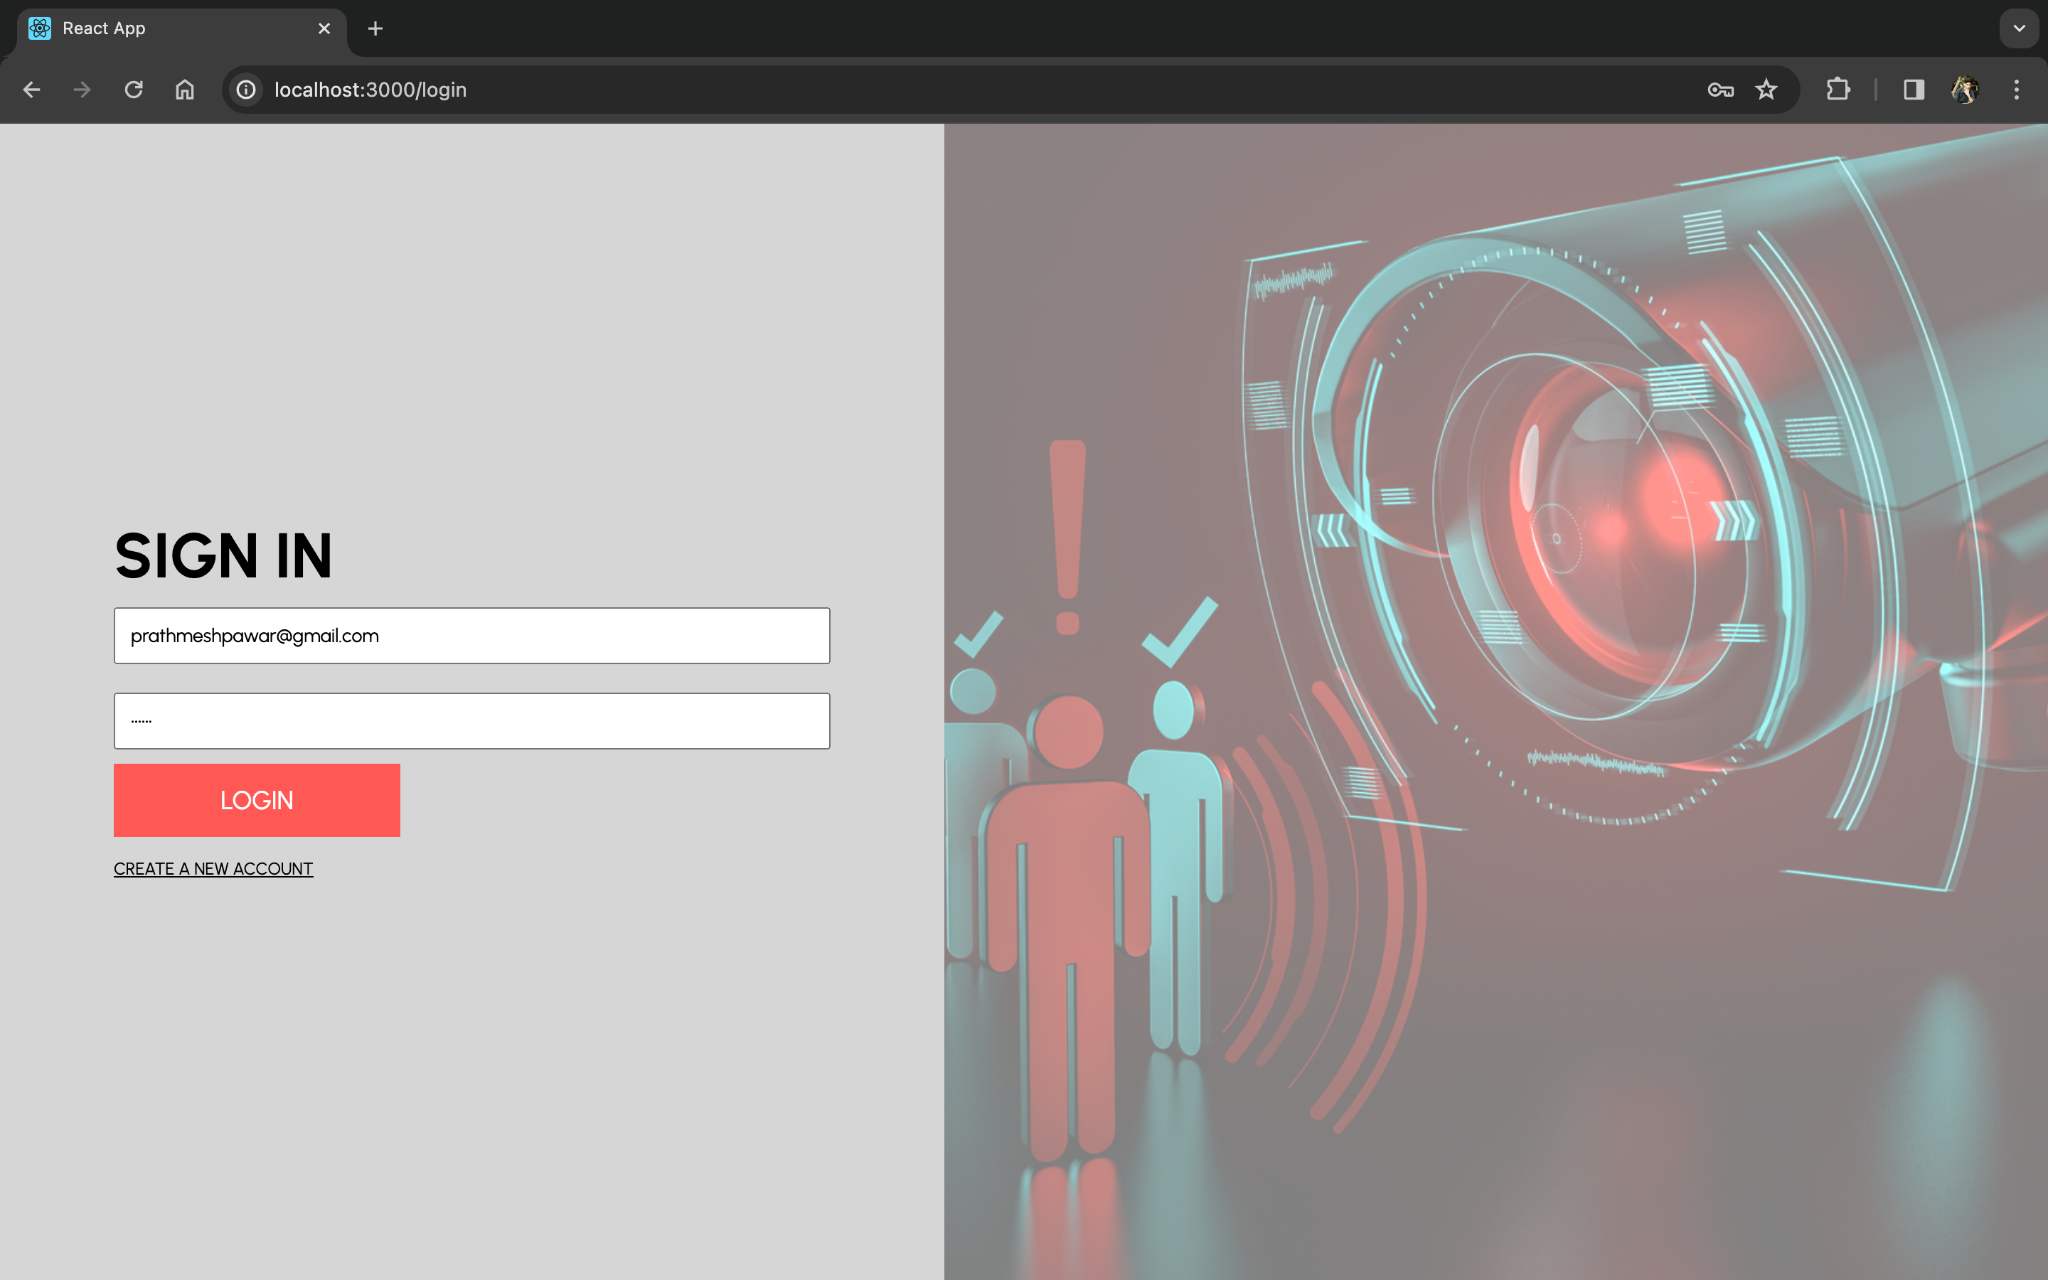 React App
localhost:3000/login
SIGN IN
prathmeshpawar@gmail.com
······
LOGIN
CREATE A NEW ACCOUNT